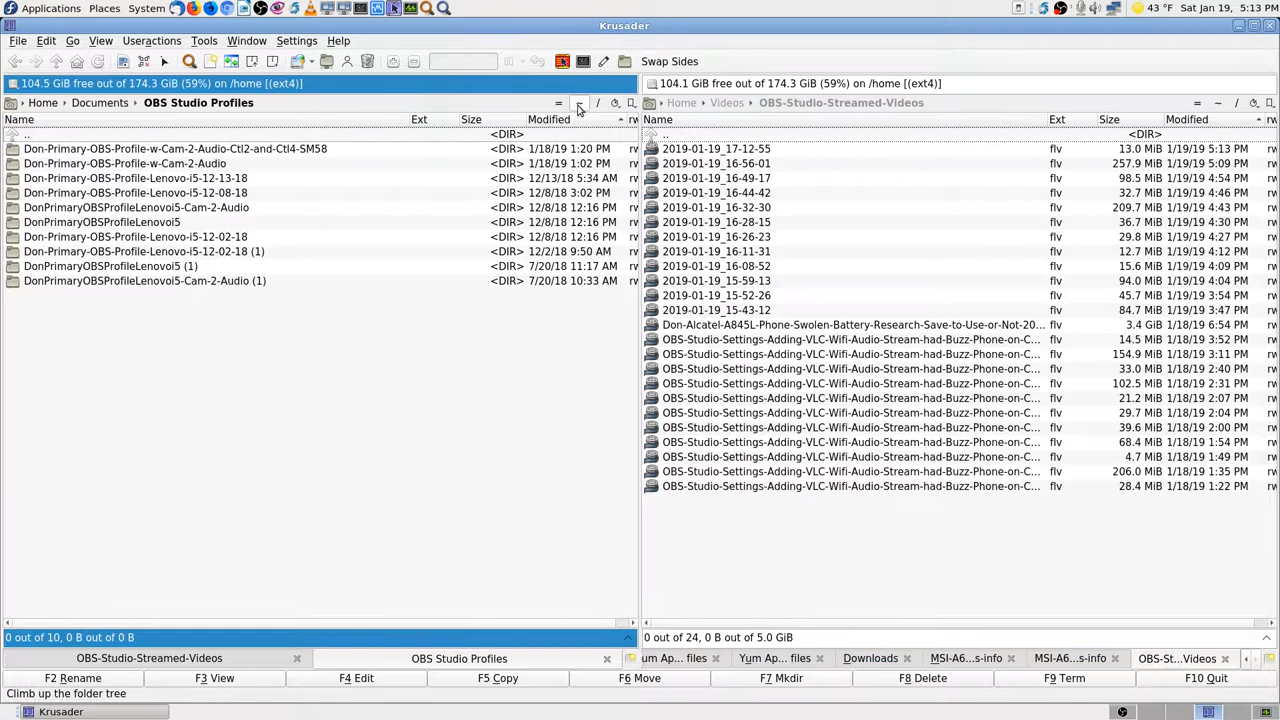 Applications Places System 43 °F Sat Jan 19, 5:13 PM
Krusader
File Edit Go View Useractions Tools Window Settings Help
Swap Sides
104.5 GiB free out of 174.3 GiB (59%) on /home [(ext4)] 104.1 GiB free out of 174.3 GiB (59%) on /home [(ext4)]
Home Documents OBS Studio Profiles = / Home Videos OBS-Studio-Streamed-Videos = ~ /
Name Ext Size Modified rw Name Ext Size Modified rw
.. <DIR> .. <DIR>
Don-Primary-OBS-Profile-w-Cam-2-Audio-Ctl2-and-Ctl4-SM58 <DIR> 1/18/19 1:20 PM rw 2019-01-19_17-12-55 flv 13.0 MiB 1/19/19 5:13 PM rw
Don-Primary-OBS-Profile-w-Cam-2-Audio <DIR> 1/18/19 1:02 PM rw 2019-01-19_16-56-01 flv 257.9 MiB 1/19/19 5:09 PM rw
Don-Primary-OBS-Profile-Lenovo-i5-12-13-18 <DIR> 12/13/18 5:34 AM rw 2019-01-19_16-49-17 flv 98.5 MiB 1/19/19 4:54 PM rw
Don-Primary-OBS-Profile-Lenovo-i5-12-08-18 <DIR> 12/8/18 3:02 PM rw 2019-01-19_16-44-42 flv 32.7 MiB 1/19/19 4:46 PM rw
DonPrimaryOBSProfileLenovoi5-Cam-2-Audio <DIR> 12/8/18 12:16 PM rw 2019-01-19_16-32-30 flv 209.7 MiB 1/19/19 4:43 PM rw
DonPrimaryOBSProfileLenovoi5 <DIR> 12/8/18 12:16 PM rw 2019-01-19_16-28-15 flv 36.7 MiB 1/19/19 4:30 PM rw
Don-Primary-OBS-Profile-Lenovo-i5-12-02-18 <DIR> 12/8/18 12:16 PM rw 2019-01-19_16-26-23 flv 29.8 MiB 1/19/19 4:27 PM rw
Don-Primary-OBS-Profile-Lenovo-i5-12-02-18 (1) <DIR> 12/2/18 9:50 AM rw 2019-01-19_16-11-31 flv 12.7 MiB 1/19/19 4:12 PM rw
DonPrimaryOBSProfileLenovoi5 (1) <DIR> 7/20/18 11:17 AM rw 2019-01-19_16-08-52 flv 15.6 MiB 1/19/19 4:09 PM rw
DonPrimaryOBSProfileLenovoi5-Cam-2-Audio (1) <DIR> 7/20/18 10:33 AM rw 2019-01-19_15-59-13 flv 94.0 MiB 1/19/19 4:04 PM rw
2019-01-19_15-52-26 flv 45.7 MiB 1/19/19 3:54 PM rw
2019-01-19_15-43-12 flv 84.7 MiB 1/19/19 3:47 PM rw
Don-Alcatel-A845L-Phone-Swolen-Battery-Research-Save-to-Use-or-Not-20... flv 3.4 GiB 1/18/19 6:54 PM rw
OBS-Studio-Settings-Adding-VLC-Wifi-Audio-Stream-had-Buzz-Phone-on-C... flv 14.5 MiB 1/18/19 3:52 PM rw
OBS-Studio-Settings-Adding-VLC-Wifi-Audio-Stream-had-Buzz-Phone-on-C... flv 154.9 MiB 1/18/19 3:11 PM rw
OBS-Studio-Settings-Adding-VLC-Wifi-Audio-Stream-had-Buzz-Phone-on-C... flv 33.0 MiB 1/18/19 2:40 PM rw
OBS-Studio-Settings-Adding-VLC-Wifi-Audio-Stream-had-Buzz-Phone-on-C... flv 102.5 MiB 1/18/19 2:31 PM rw
OBS-Studio-Settings-Adding-VLC-Wifi-Audio-Stream-had-Buzz-Phone-on-C... flv 21.2 MiB 1/18/19 2:07 PM rw
OBS-Studio-Settings-Adding-VLC-Wifi-Audio-Stream-had-Buzz-Phone-on-C... flv 29.7 MiB 1/18/19 2:04 PM rw
OBS-Studio-Settings-Adding-VLC-Wifi-Audio-Stream-had-Buzz-Phone-on-C... flv 39.6 MiB 1/18/19 2:00 PM rw
OBS-Studio-Settings-Adding-VLC-Wifi-Audio-Stream-had-Buzz-Phone-on-C... flv 68.4 MiB 1/18/19 1:54 PM rw
OBS-Studio-Settings-Adding-VLC-Wifi-Audio-Stream-had-Buzz-Phone-on-C... flv 4.7 MiB 1/18/19 1:49 PM rw
OBS-Studio-Settings-Adding-VLC-Wifi-Audio-Stream-had-Buzz-Phone-on-C... flv 206.0 MiB 1/18/19 1:35 PM rw
OBS-Studio-Settings-Adding-VLC-Wifi-Audio-Stream-had-Buzz-Phone-on-C... flv 28.4 MiB 1/18/19 1:22 PM rw
0 out of 10, 0 B out of 0 B 0 out of 24, 0 B out of 5.0 GiB
OBS-Studio-Streamed-Videos OBS Studio Profiles um Ap... files Yum Ap... files Downloads MSI-A6...s-info MSI-A6...s-info OBS-St...Videos
F2 Rename F3 View F4 Edit F5 Copy F6 Move F7 Mkdir F8 Delete F9 Term F10 Quit
Climb up the folder tree
Krusader